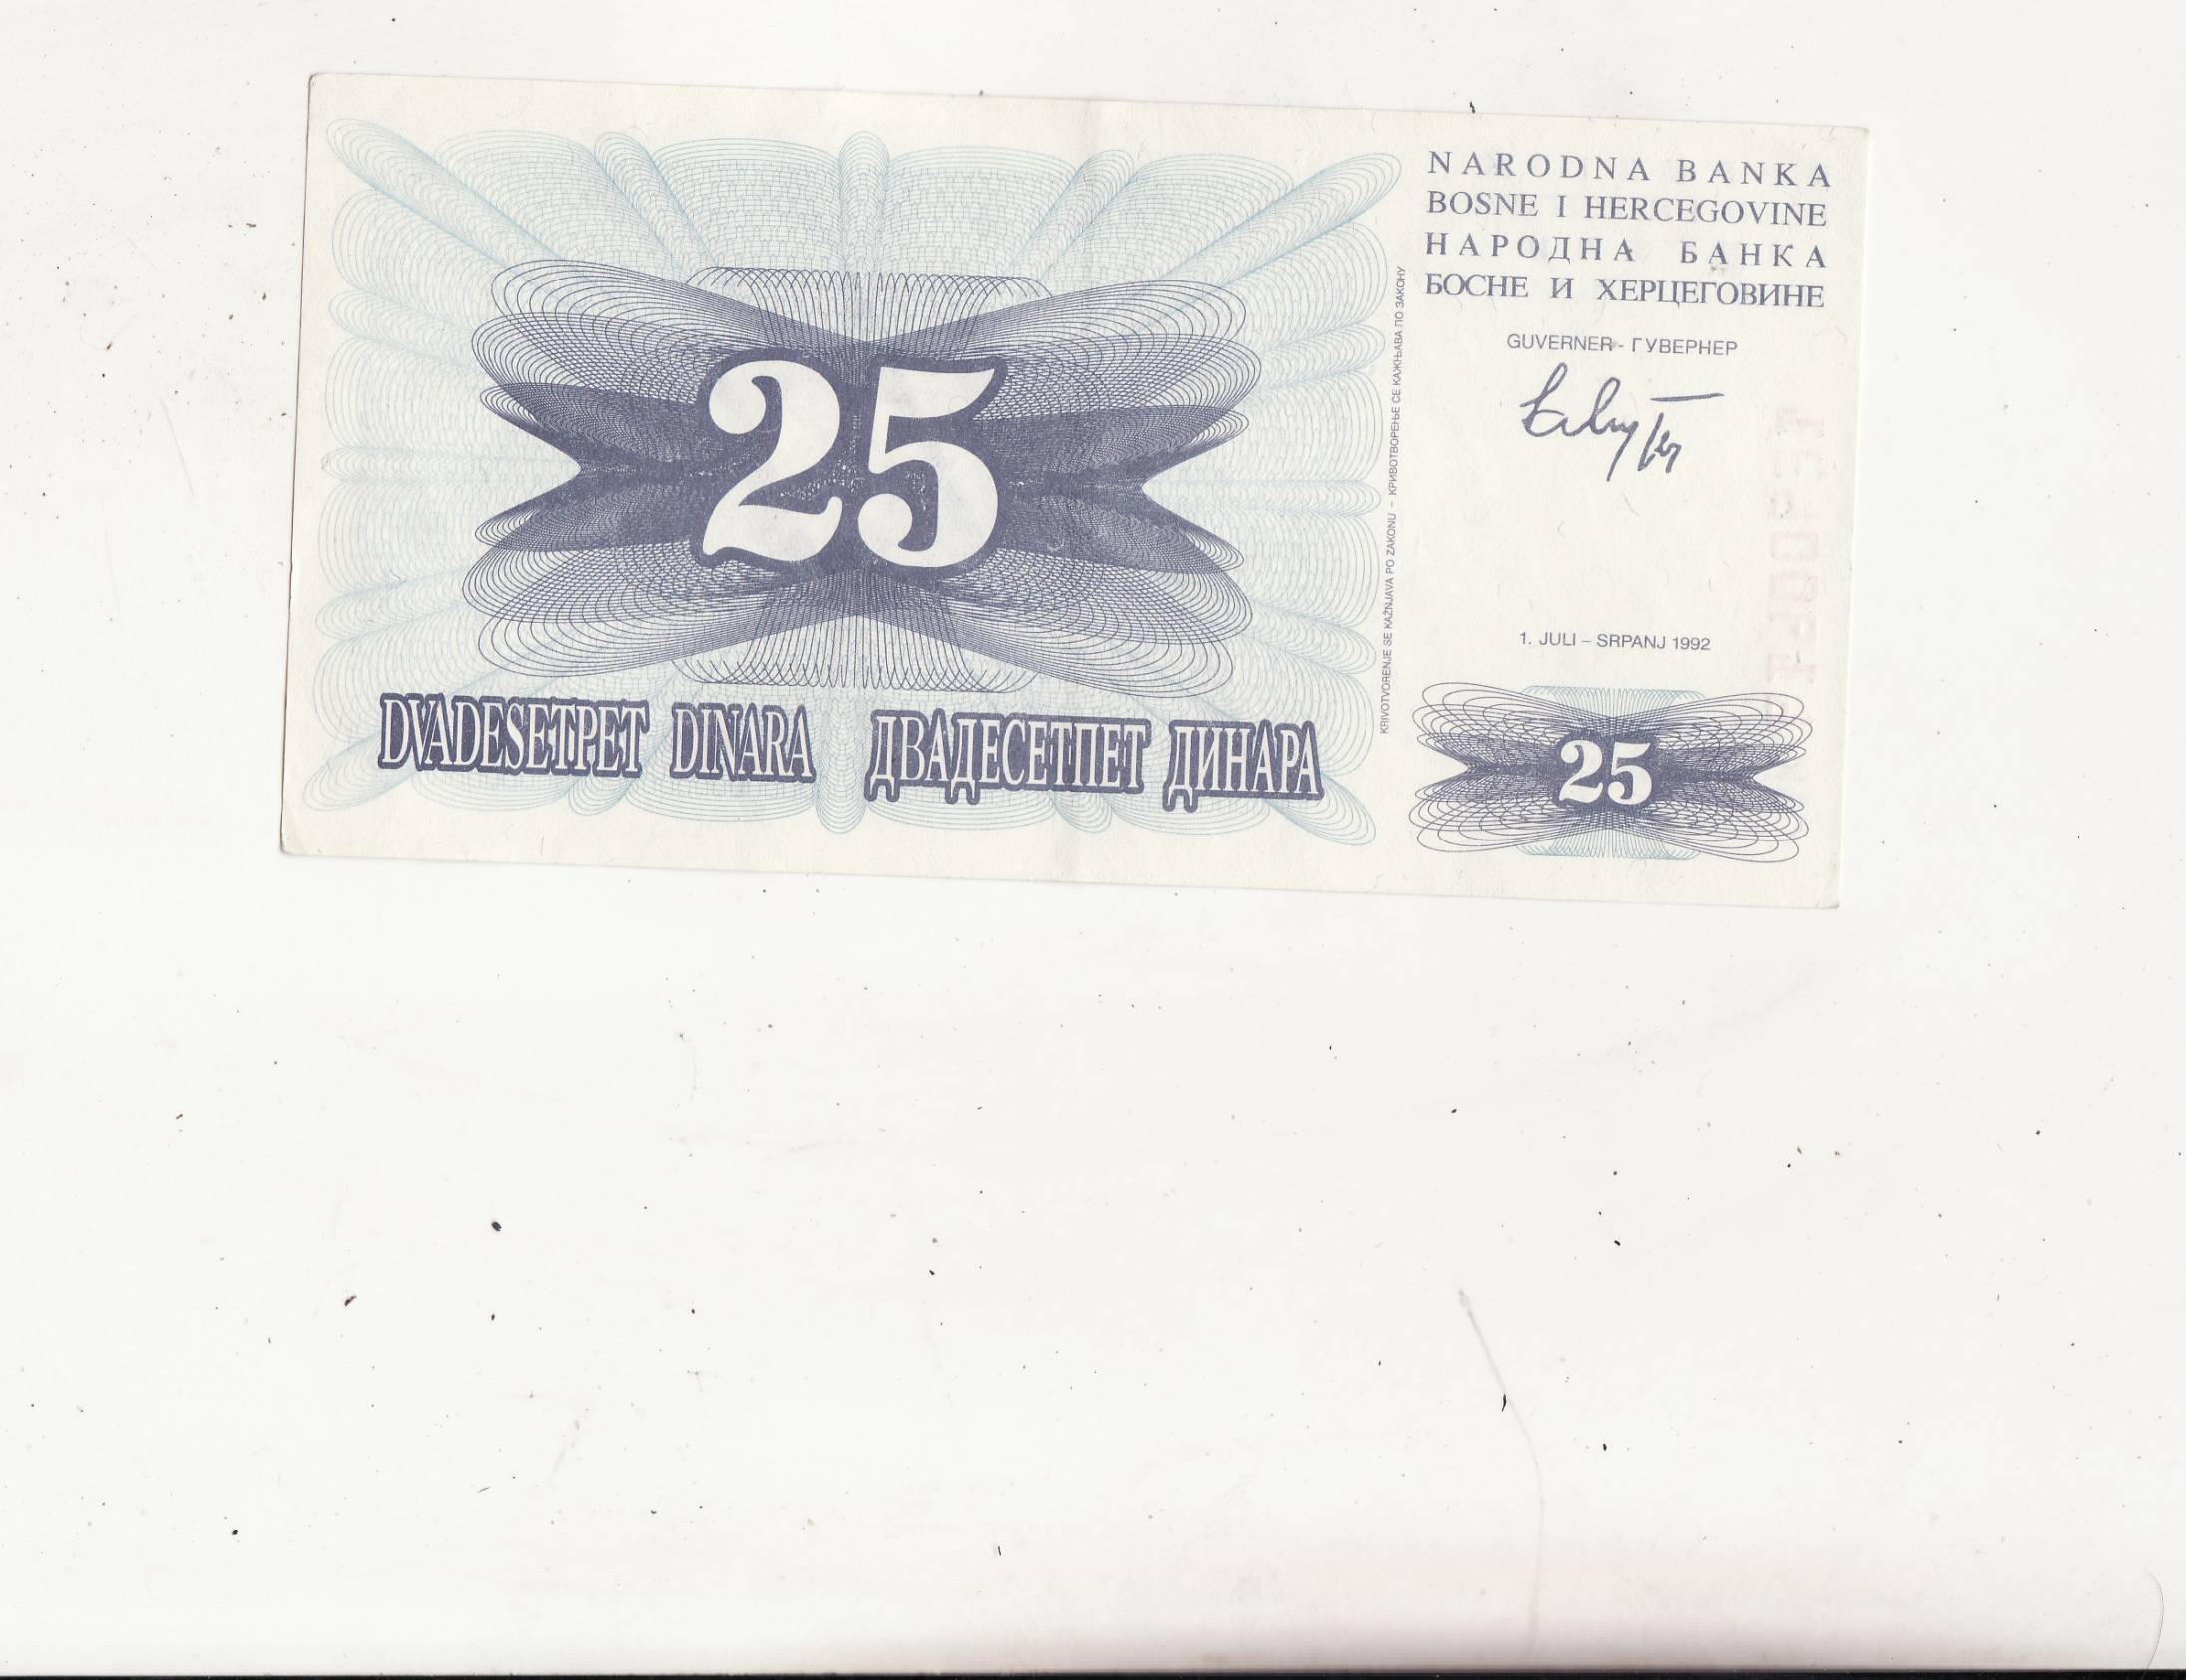 NARODNA BANKA
BOSNE I HERCEGOVINE
НАРОДНА БАНКА
БОСНЕ И ХЕРЦЕГОВИНЕ
GUVERNER - ГУВЕРНЕР
25
KRIVOTVORENJE SE KAŽNJAVA PO ZAKONU – КРИВОТВОРЕЊЕ СЕ КАЖЊАВА ПО ЗАКОНУ
1. JULI – SRPANJ 1992
DVADESETPET DINARA ДВАДЕСЕТПЕТ ДИНАРА
25